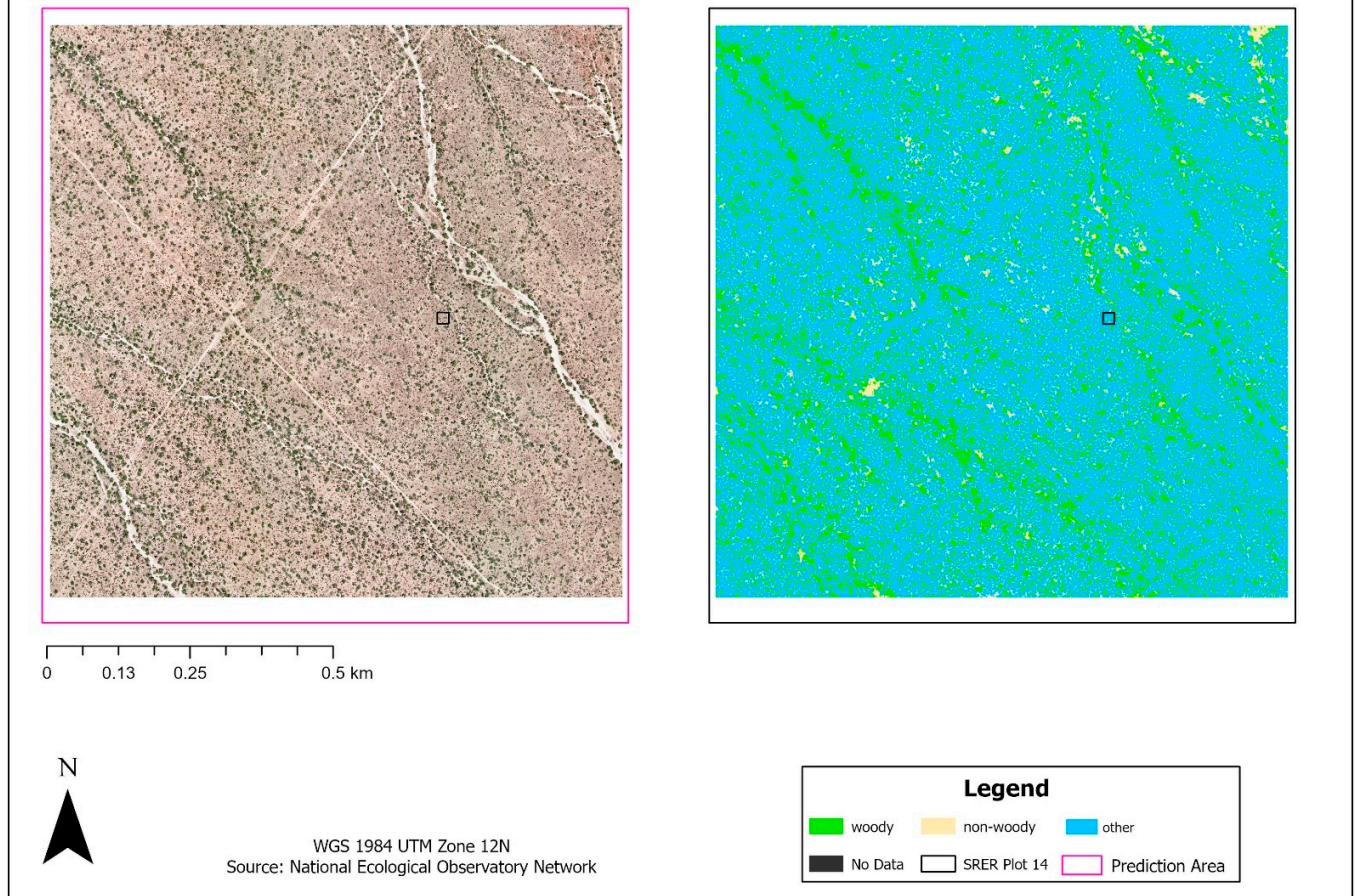 0 0.13 0.25 0.5 km
N
WGS 1984 UTM Zone 12N
Source: National Ecological Observatory Network
Legend
woody non-woody other
No Data SRER Plot 14 Prediction Area